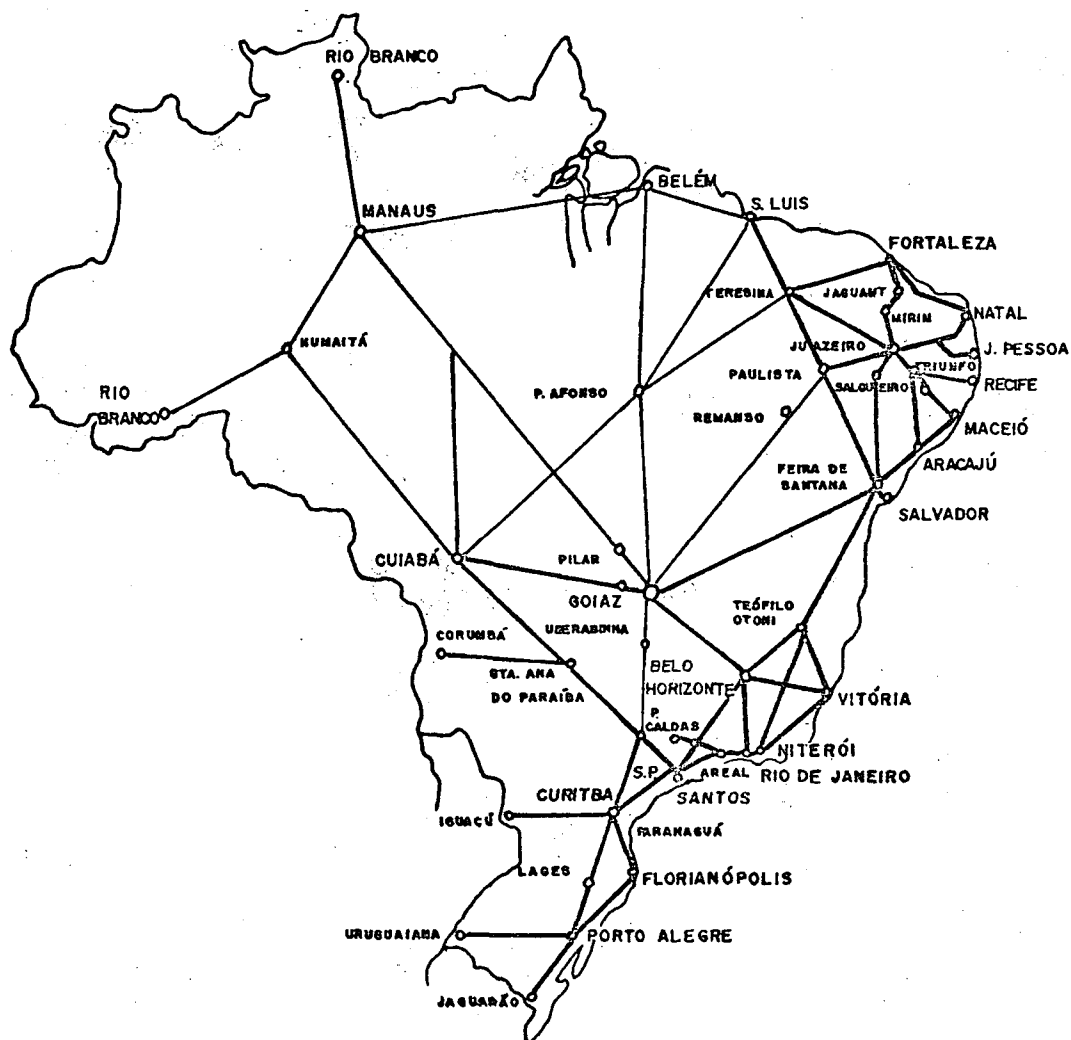 RIO BRANCO
BELÉM
S. LUIS
MANAUS
FORTALEZA
TERESINA
JAGUAMT
MIRIM
NATAL
HUMAITÁ
JUAZEIRO
J. PESSOA
PAULISTA
TRIUNFO
SALGUEIRO
RECIFE
P. AFONSO
RIO
BRANCO
REMANSO
MACEIÓ
ARACAJÚ
FEIRA DE
SANTANA
SALVADOR
CUIABÁ
PILAR
GOIAZ
TEÓFILO
OTONI
UBERABINHA
CORUMBÁ
STA. ANA
DO PARAÍBA
BELO
HORIZONTE
VITÓRIA
P.
CALDAS
NITERÓI
S.P.
AREAL
RIO DE JANEIRO
SANTOS
CURITBA
IGUAÇÚ
PARANAGUÁ
LAGES
FLORIANÓPOLIS
URUGUAIANA
PORTO ALEGRE
JAGUARÃO